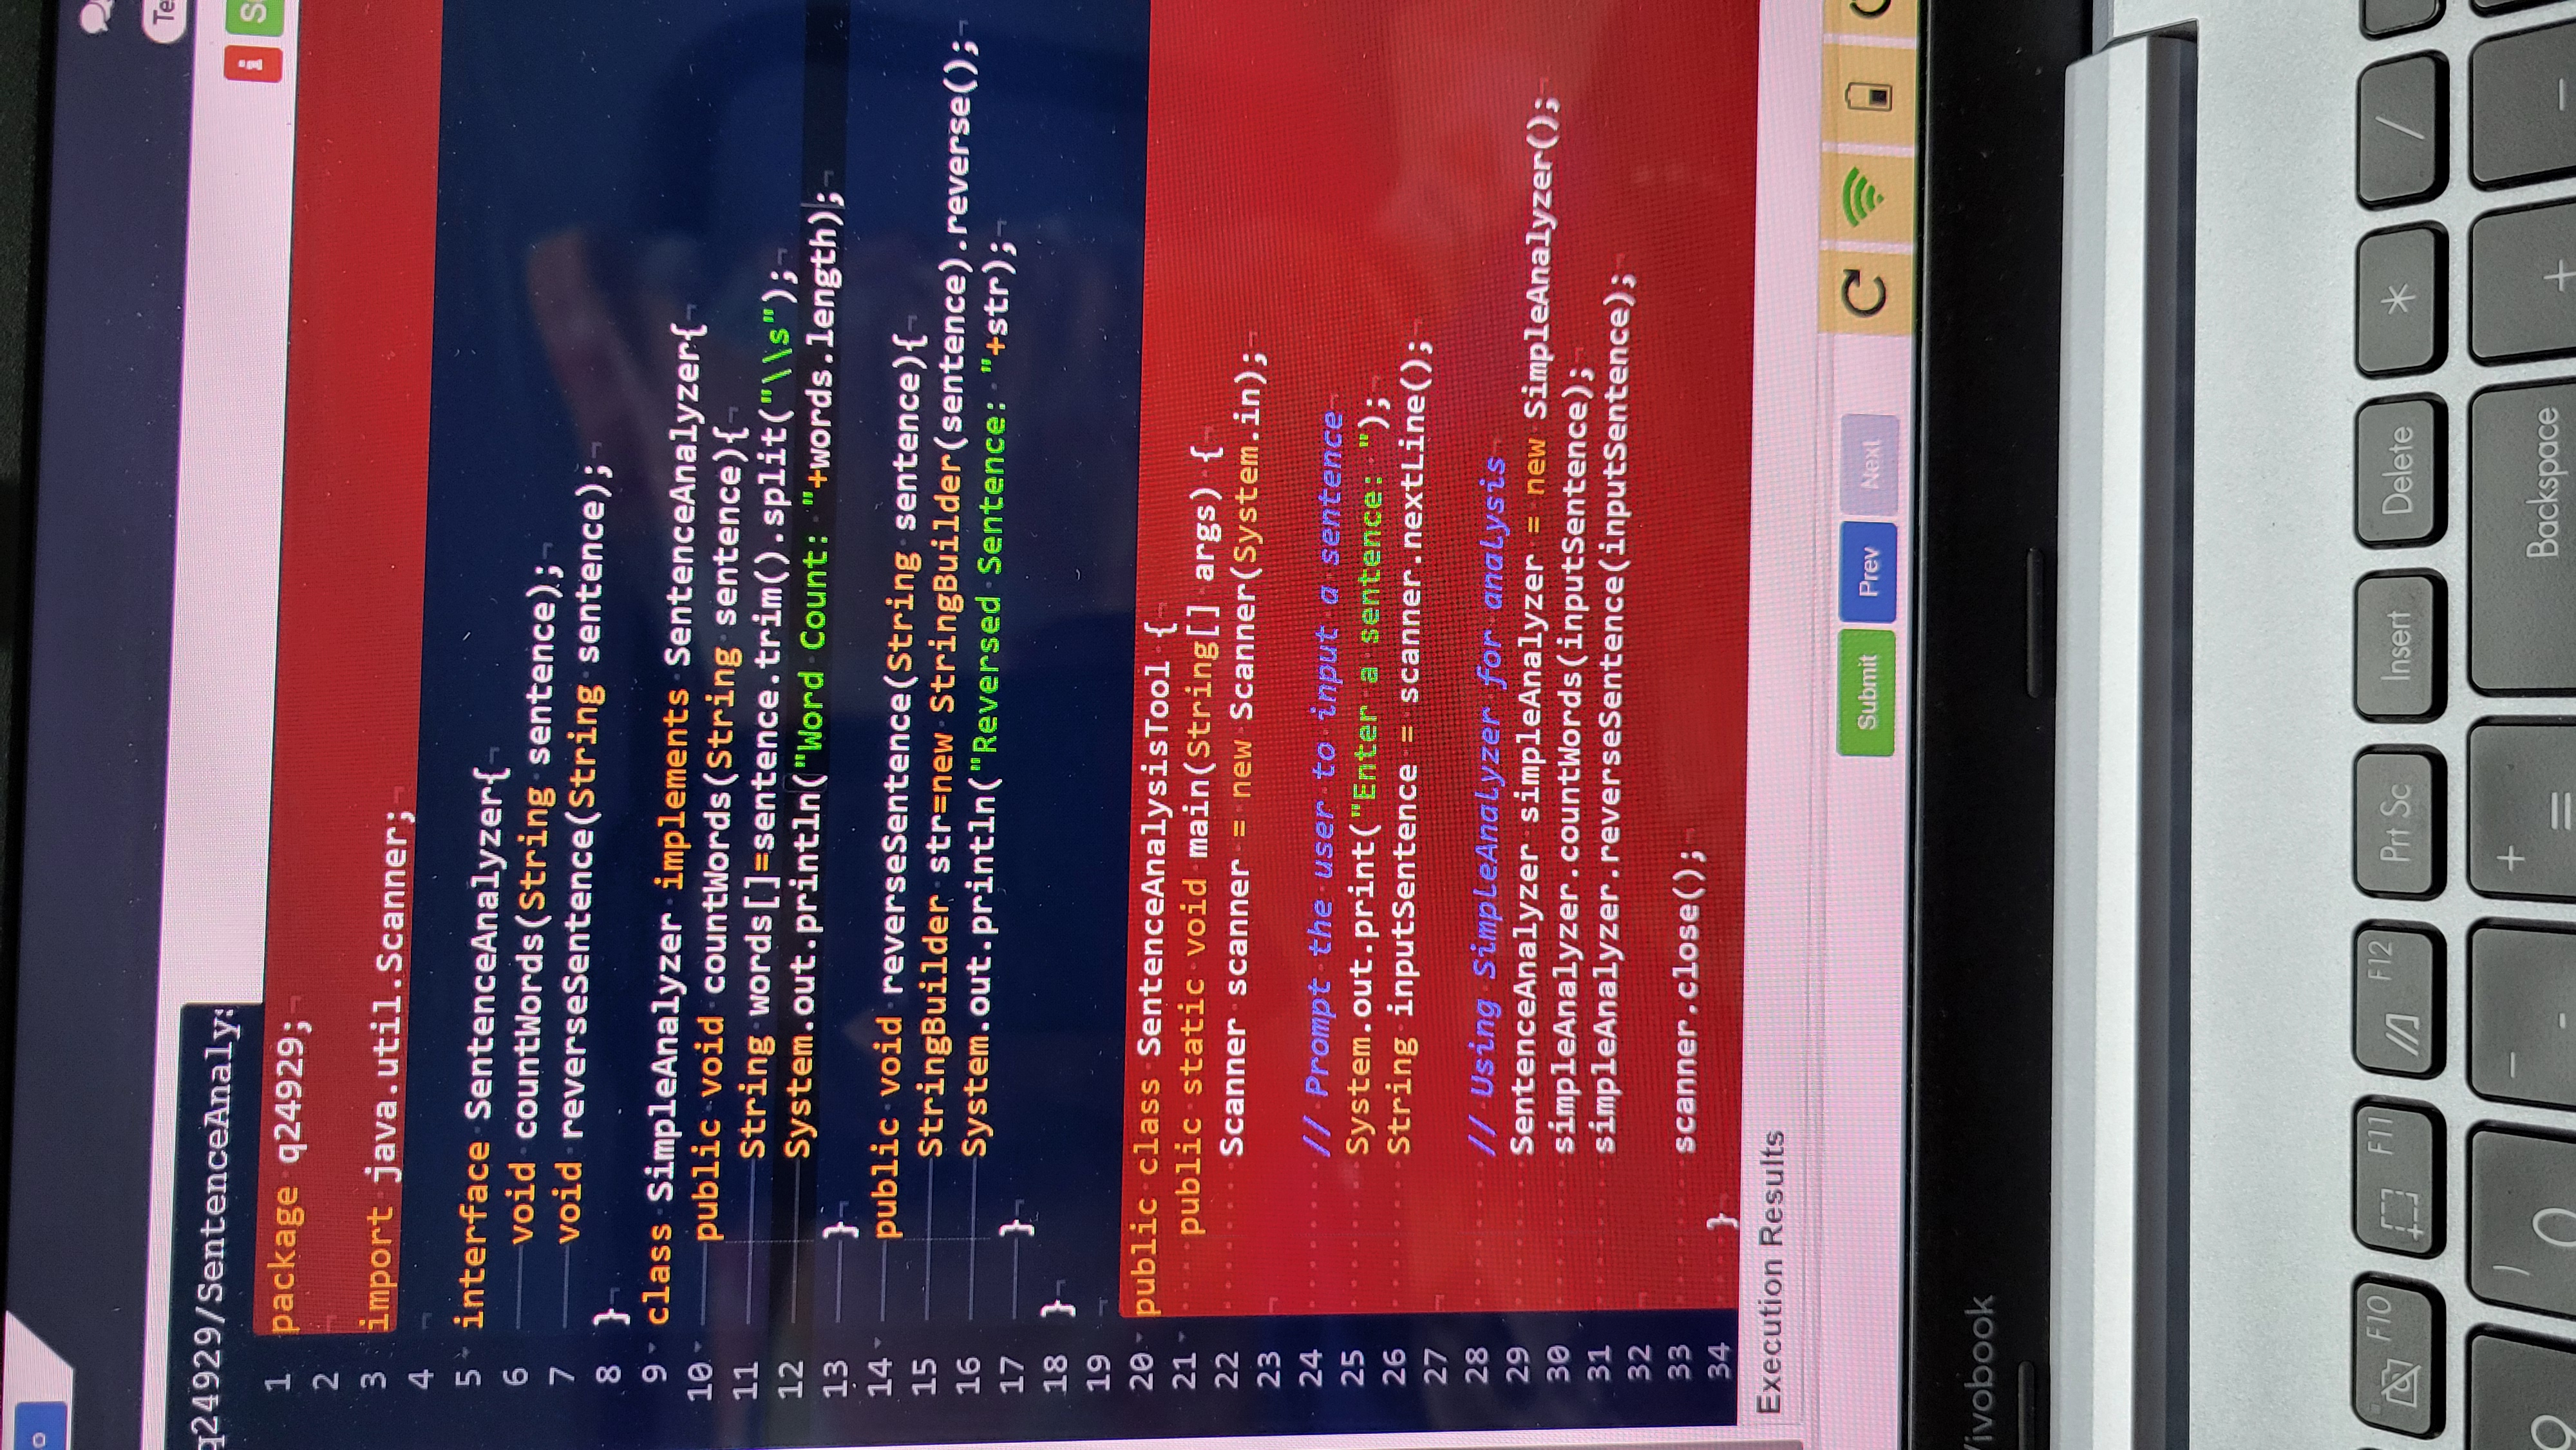 q24929/SentenceAnaly
1 package q24929;
2
3 import java.util.Scanner;
4
5 interface SentenceAnalyzer{
6 void countWords(String sentence);
7 void reverseSentence(String sentence);
8 }
9 class SimpleAnalyzer implements SentenceAnalyzer{
10 public void countWords(String sentence){
11 String words[]=sentence.trim().split("\\s");
12 System.out.println("Word Count: "+words.length);
13 }
14 public void reverseSentence(String sentence){
15 StringBuilder str=new StringBuilder(sentence).reverse();
16 System.out.println("Reversed Sentence: "+str);
17 }
18 }
19
20 public class SentenceAnalysisTool {
21 public static void main(String[] args) {
22 Scanner scanner = new Scanner(System.in);
23
24 // Prompt the user to input a sentence
25 System.out.print("Enter a sentence: ");
26 String inputSentence = scanner.nextLine();
27
28 // Using SimpleAnalyzer for analysis
29 SentenceAnalyzer simpleAnalyzer = new SimpleAnalyzer();
30 simpleAnalyzer.countWords(inputSentence);
31 simpleAnalyzer.reverseSentence(inputSentence);
32
33 scanner.close();
34 }
Execution Results
Submit Prev Next
ivobook
F10 F11 F12 Prt Sc Insert Delete * /
9 ) 0 - - + = Backspace + -